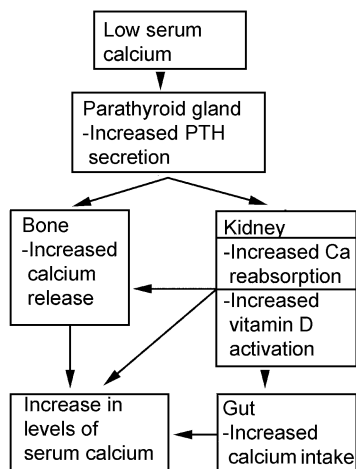 Low serum
calcium
Parathyroid gland
-Increased PTH
secretion
Bone
-Increased
calcium
release
Kidney
-Increased Ca
reabsorption
-Increased
vitamin D
activation
Increase in
levels of
serum calcium
Gut
-Increased
calcium intake